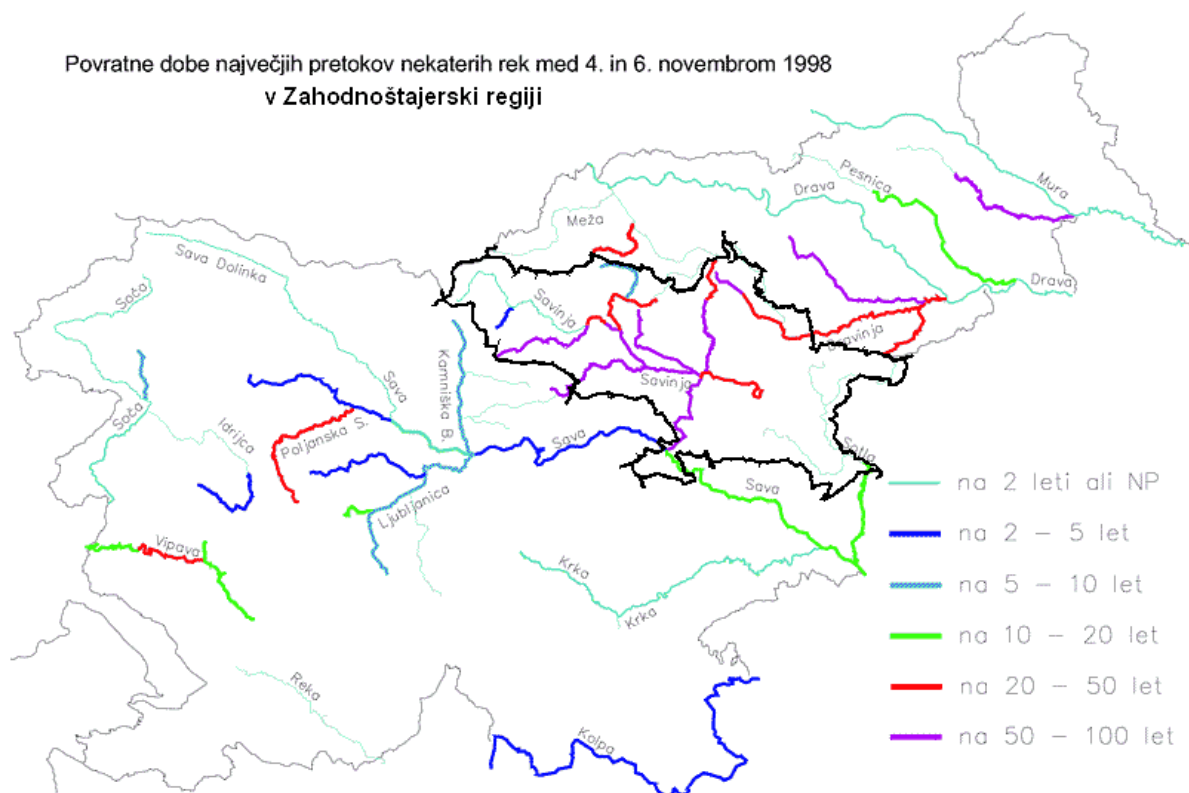 Povratne dobe največjih pretokov nekaterih rek med 4. in 6. novembrom 1998
v Zahodnoštajerski regiji
Pesnica
Mura
Drava
Meža
Sava Dolinka
Drava
Soča
Savinja
Dravinja
Kamniška B.
Savinja
Sava
Soča
Idrijca
Poljanska S.
Sava
Sotla
Sava
Ljubljanica
Vipava
Krka
Krka
Reka
Kolpa
na 2 leti ali NP
na 2 – 5 let
na 5 – 10 let
na 10 – 20 let
na 20 – 50 let
na 50 – 100 let